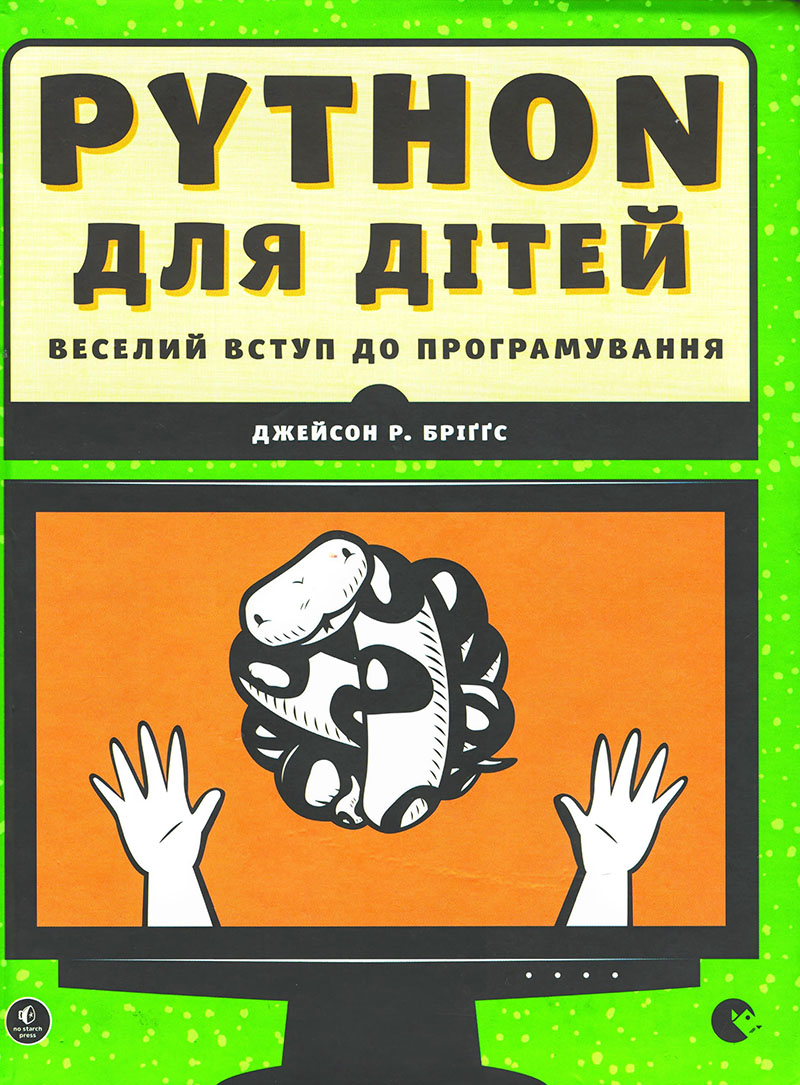 PYTHON
ДЛЯ ДІТЕЙ
ВЕСЕЛИЙ ВСТУП ДО ПРОГРАМУВАННЯ
ДЖЕЙСОН Р. БРІҐҐС
no starch
press